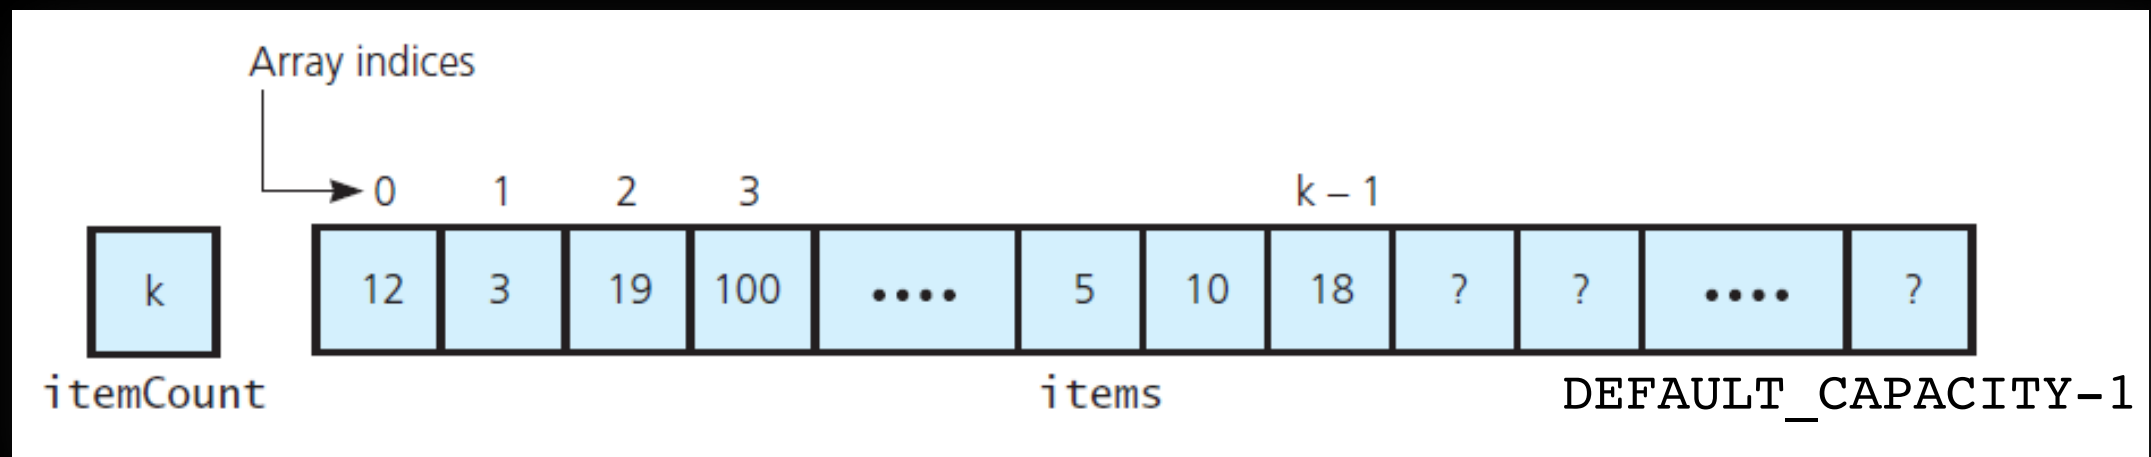 Array indices
0 1 2 3 k – 1
k 12 3 19 100 •••• 5 10 18 ? ? •••• ?
itemCount items DEFAULT_CAPACITY-1